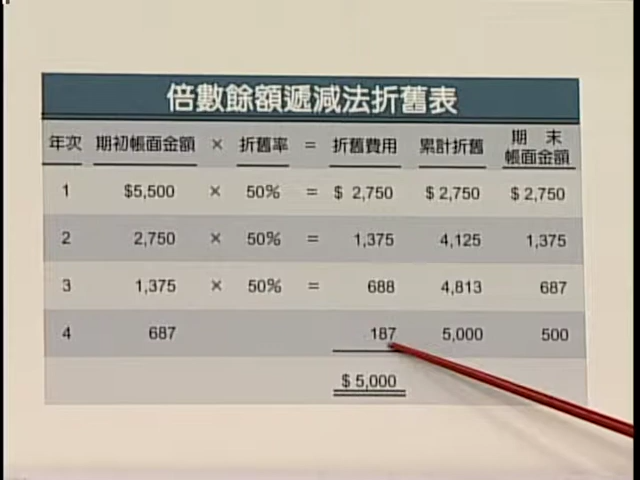 倍數餘額遞減法折舊表
年次 期初帳面金額 × 折舊率 = 折舊費用 累計折舊 期 末 帳面金額
1 $5,500 × 50% = $ 2,750 $ 2,750 $ 2,750
2 2,750 × 50% = 1,375 4,125 1,375
3 1,375 × 50% = 688 4,813 687
4 687 187 5,000 500
$ 5,000